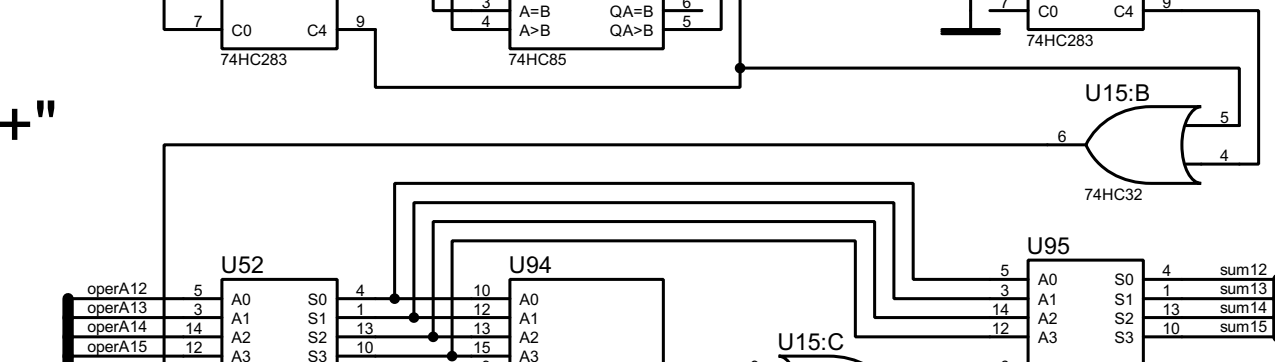 3 A=B QA=B 6
7 C0 C4 9
4 A>B QA>B 5
7 C0 C4 9
74HC283
74HC85
74HC283
+"
U15:B
5
6
4
74HC32
U52
U94
U95
operA12 5 A0 S0 4 10 A0
operA13 3 A1 S1 1 12 A1
operA14 14 A2 S2 13 13 A2
operA15 12 A3 S3 10 15 A3
5 A0 S0 4 sum12
3 A1 S1 1 sum13
14 A2 S2 13 sum14
12 A3 S3 10 sum15
U15:C